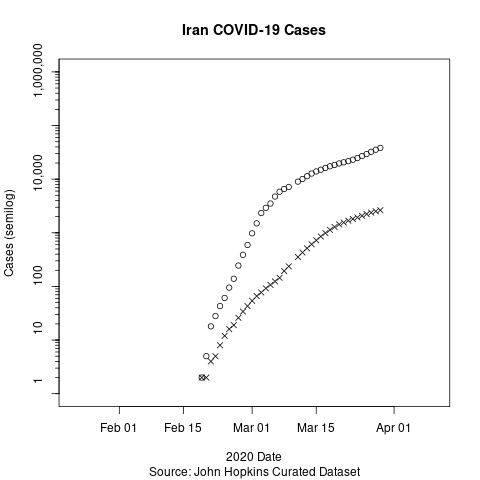 Iran COVID-19 Cases
Cases (semilog)
1,000,000
10,000
100
10
1
Feb 01
Feb 15
Mar 01
Mar 15
Apr 01
2020 Date
Source: John Hopkins Curated Dataset